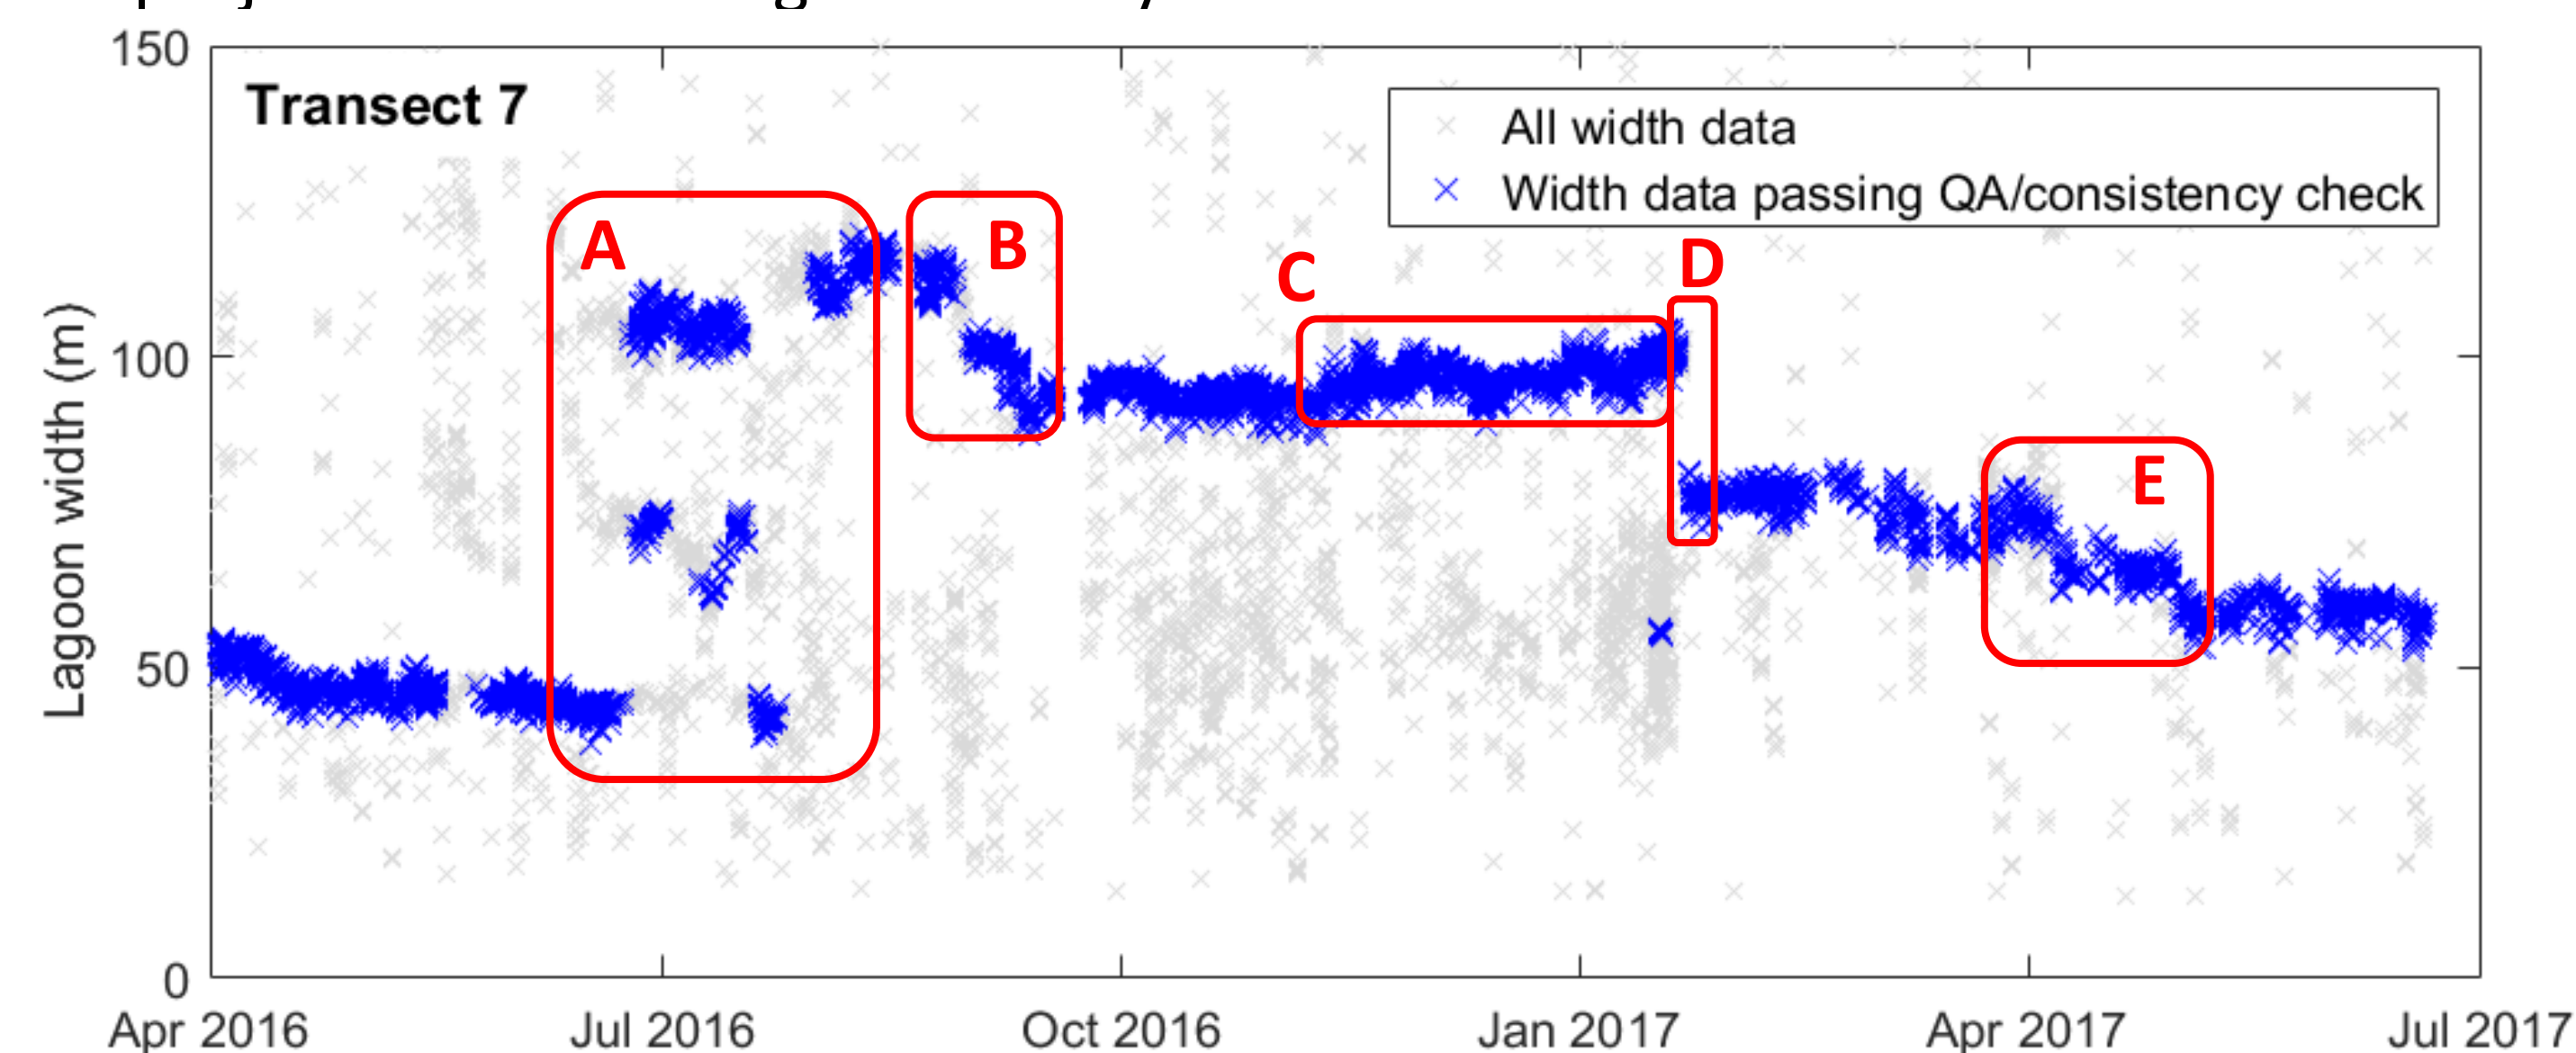 150
Transect 7
All width data
Width data passing QA/consistency check
A
B
C
D
E
Lagoon width (m)
100
50
0
Apr 2016
Jul 2016
Oct 2016
Jan 2017
Apr 2017
Jul 2017